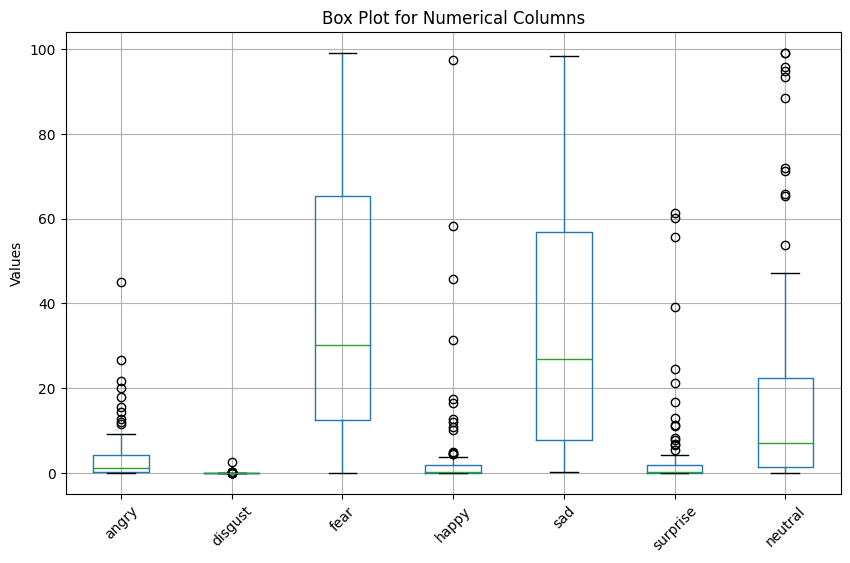 Box Plot for Numerical Columns
100
80
60
40
20
0
Values
angry
disgust
fear
happy
sad
surprise
neutral